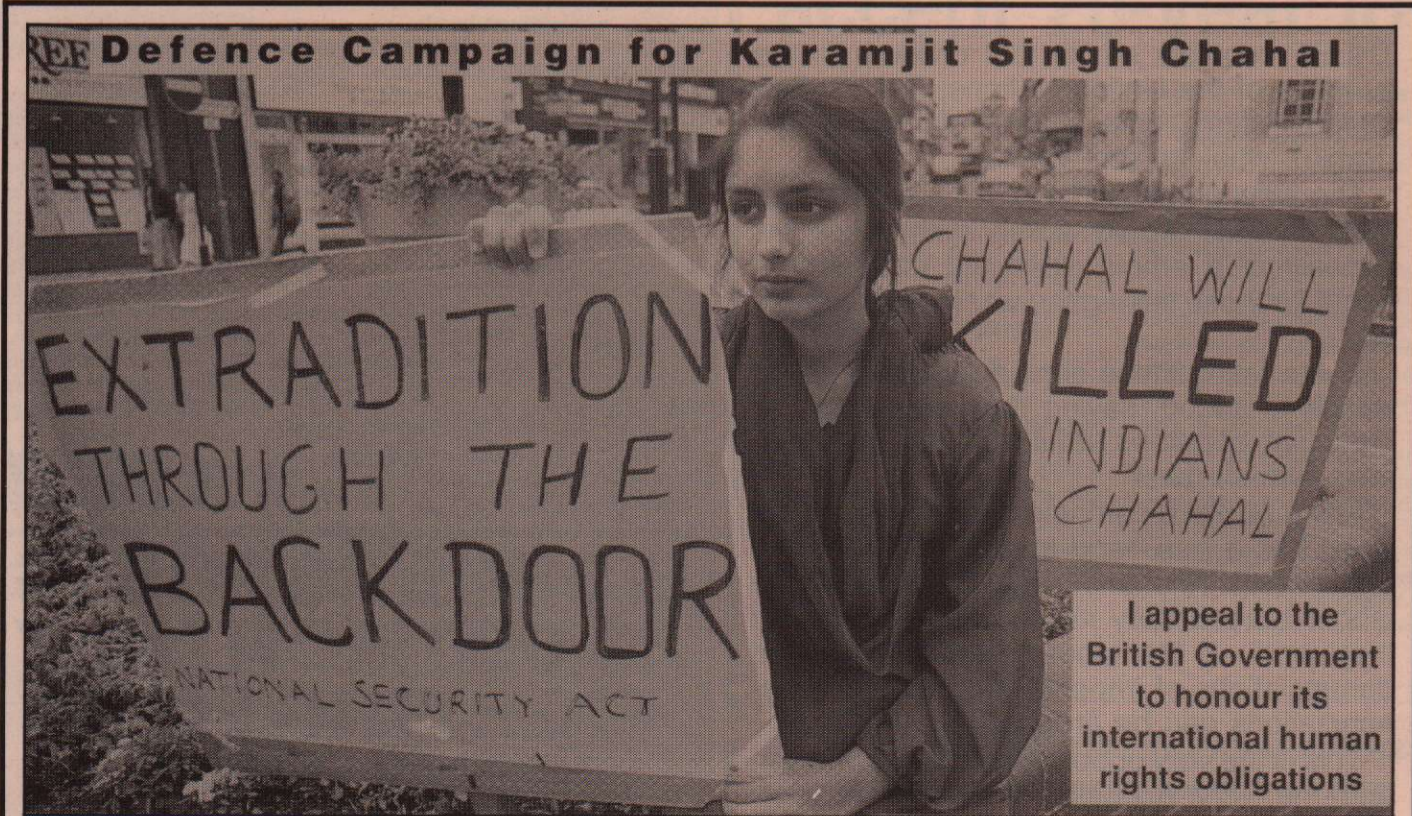 REE
Defence Campaign for Karamjit Singh Chahal
EXTRADITION
THROUGH THE
BACKDOOR
NATIONAL SECURITY ACT
CHAHAL WILL
KILLED
INDIANS
CHAHAL
I appeal to the
British Government
to honour its
international human
rights obligations